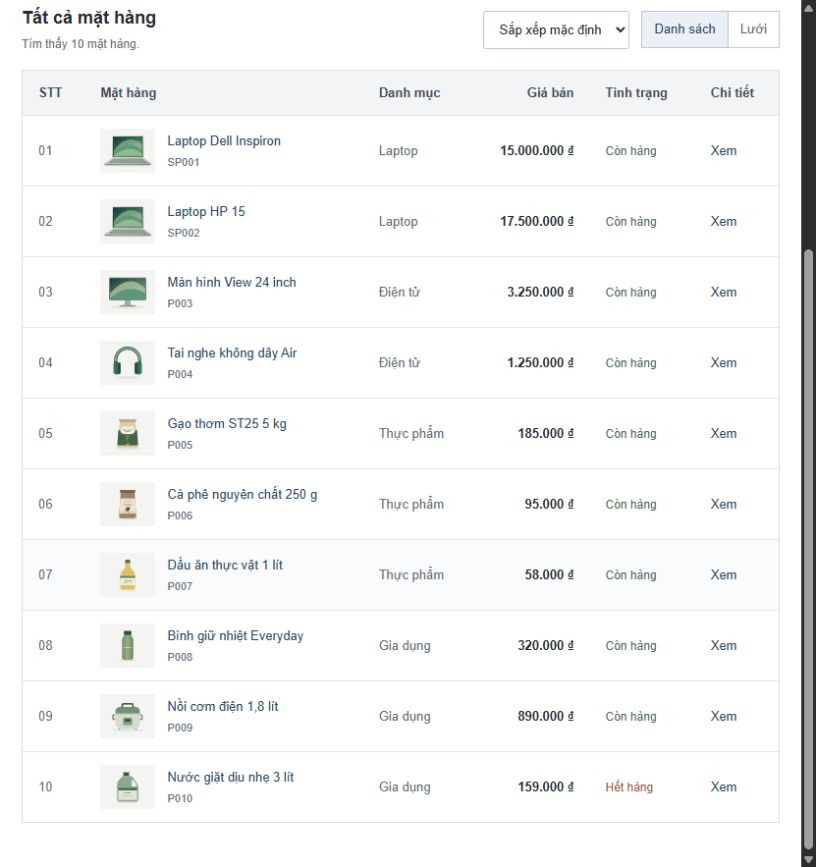 Tất cả mặt hàng
Tìm thấy 10 mặt hàng.
Sắp xếp mặc định
Danh sách
Lưới
STT Mặt hàng Danh mục Giá bán Tình trạng Chi tiết
01 Laptop Dell Inspiron Laptop 15.000.000 ₫ Còn hàng Xem
SP001
02 Laptop HP 15 Laptop 17.500.000 ₫ Còn hàng Xem
SP002
03 Màn hình View 24 inch Điện tử 3.250.000 ₫ Còn hàng Xem
P003
04 Tai nghe không dây Air Điện tử 1.250.000 ₫ Còn hàng Xem
P004
05 Gạo thơm ST25 5 kg Thực phẩm 185.000 ₫ Còn hàng Xem
P005
06 Cà phê nguyên chất 250 g Thực phẩm 95.000 ₫ Còn hàng Xem
P006
07 Dầu ăn thực vật 1 lít Thực phẩm 58.000 ₫ Còn hàng Xem
P007
08 Bình giữ nhiệt Everyday Gia dụng 320.000 ₫ Còn hàng Xem
P008
09 Nồi cơm điện 1,8 lít Gia dụng 890.000 ₫ Còn hàng Xem
P009
10 Nước giặt dịu nhẹ 3 lít Gia dụng 159.000 ₫ Hết hàng Xem
P010